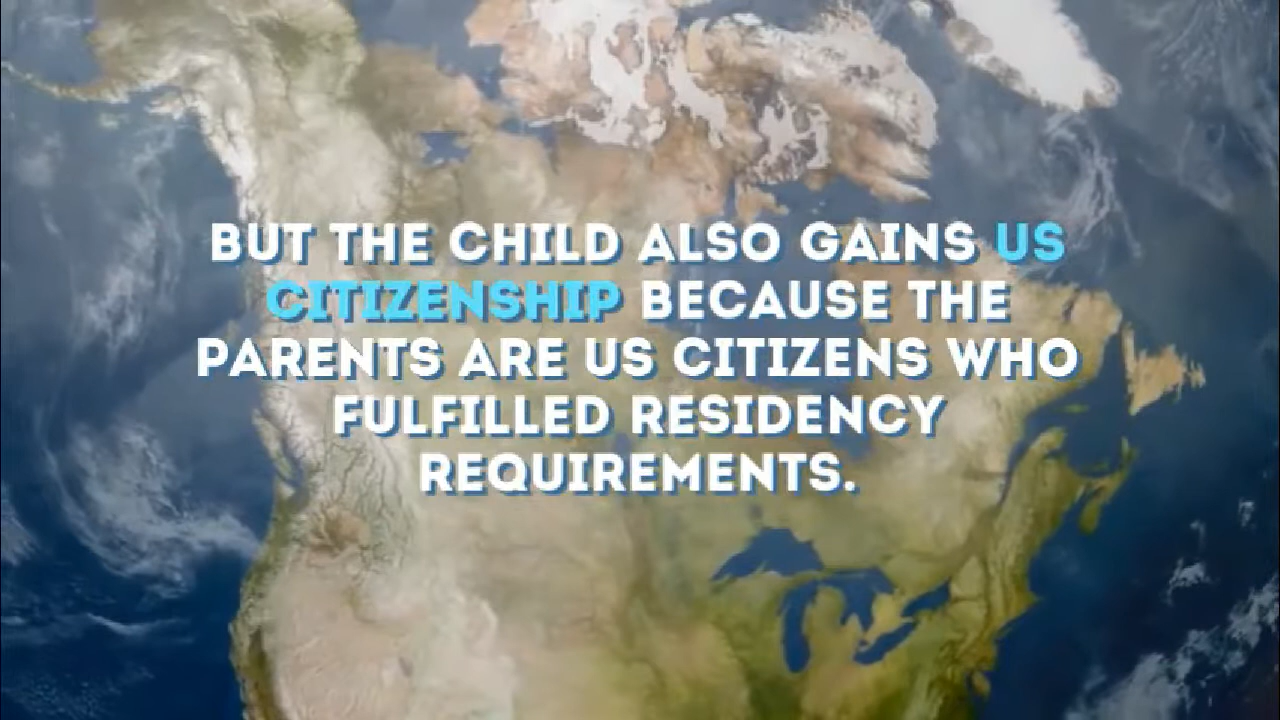 BUT THE CHILD ALSO GAINS US
CITIZENSHIP BECAUSE THE
PARENTS ARE US CITIZENS WHO
FULFILLED RESIDENCY
REQUIREMENTS.